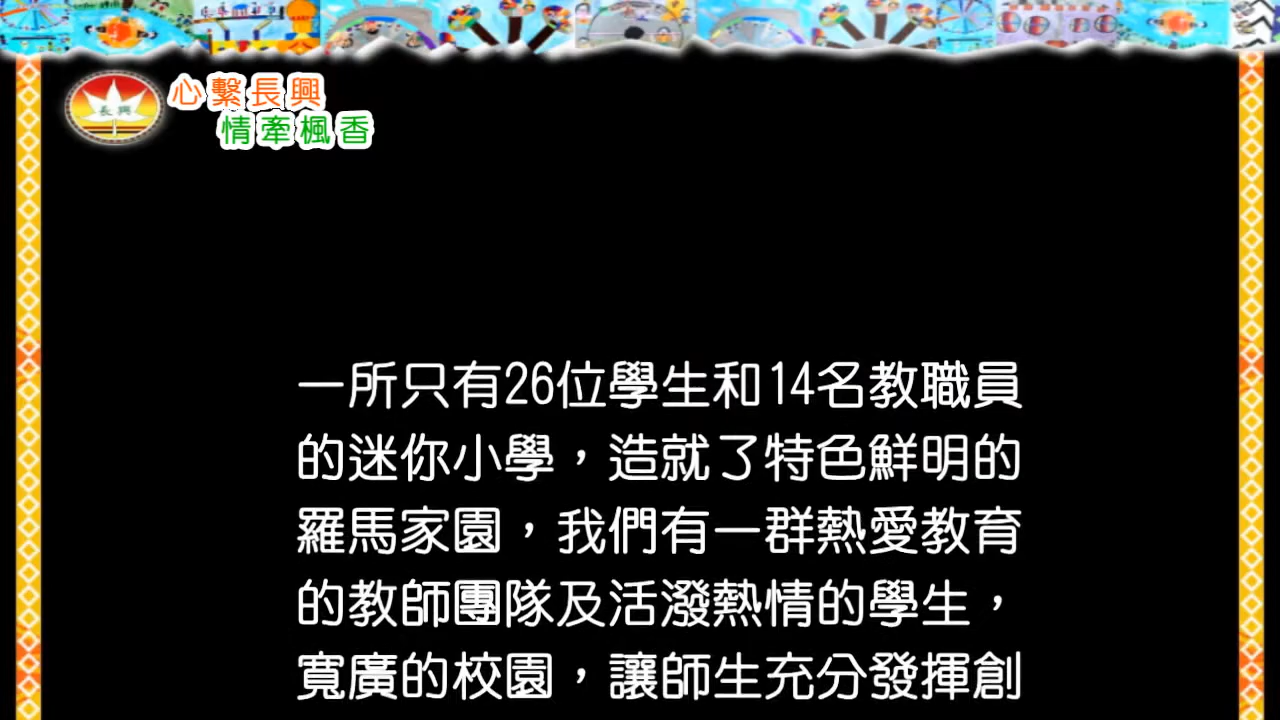 長興
心繫長興
情牽楓香
一所只有26位學生和14名教職員
的迷你小學，造就了特色鮮明的
羅馬家園，我們有一群熱愛教育
的教師團隊及活潑熱情的學生，
寬廣的校園，讓師生充分發揮創